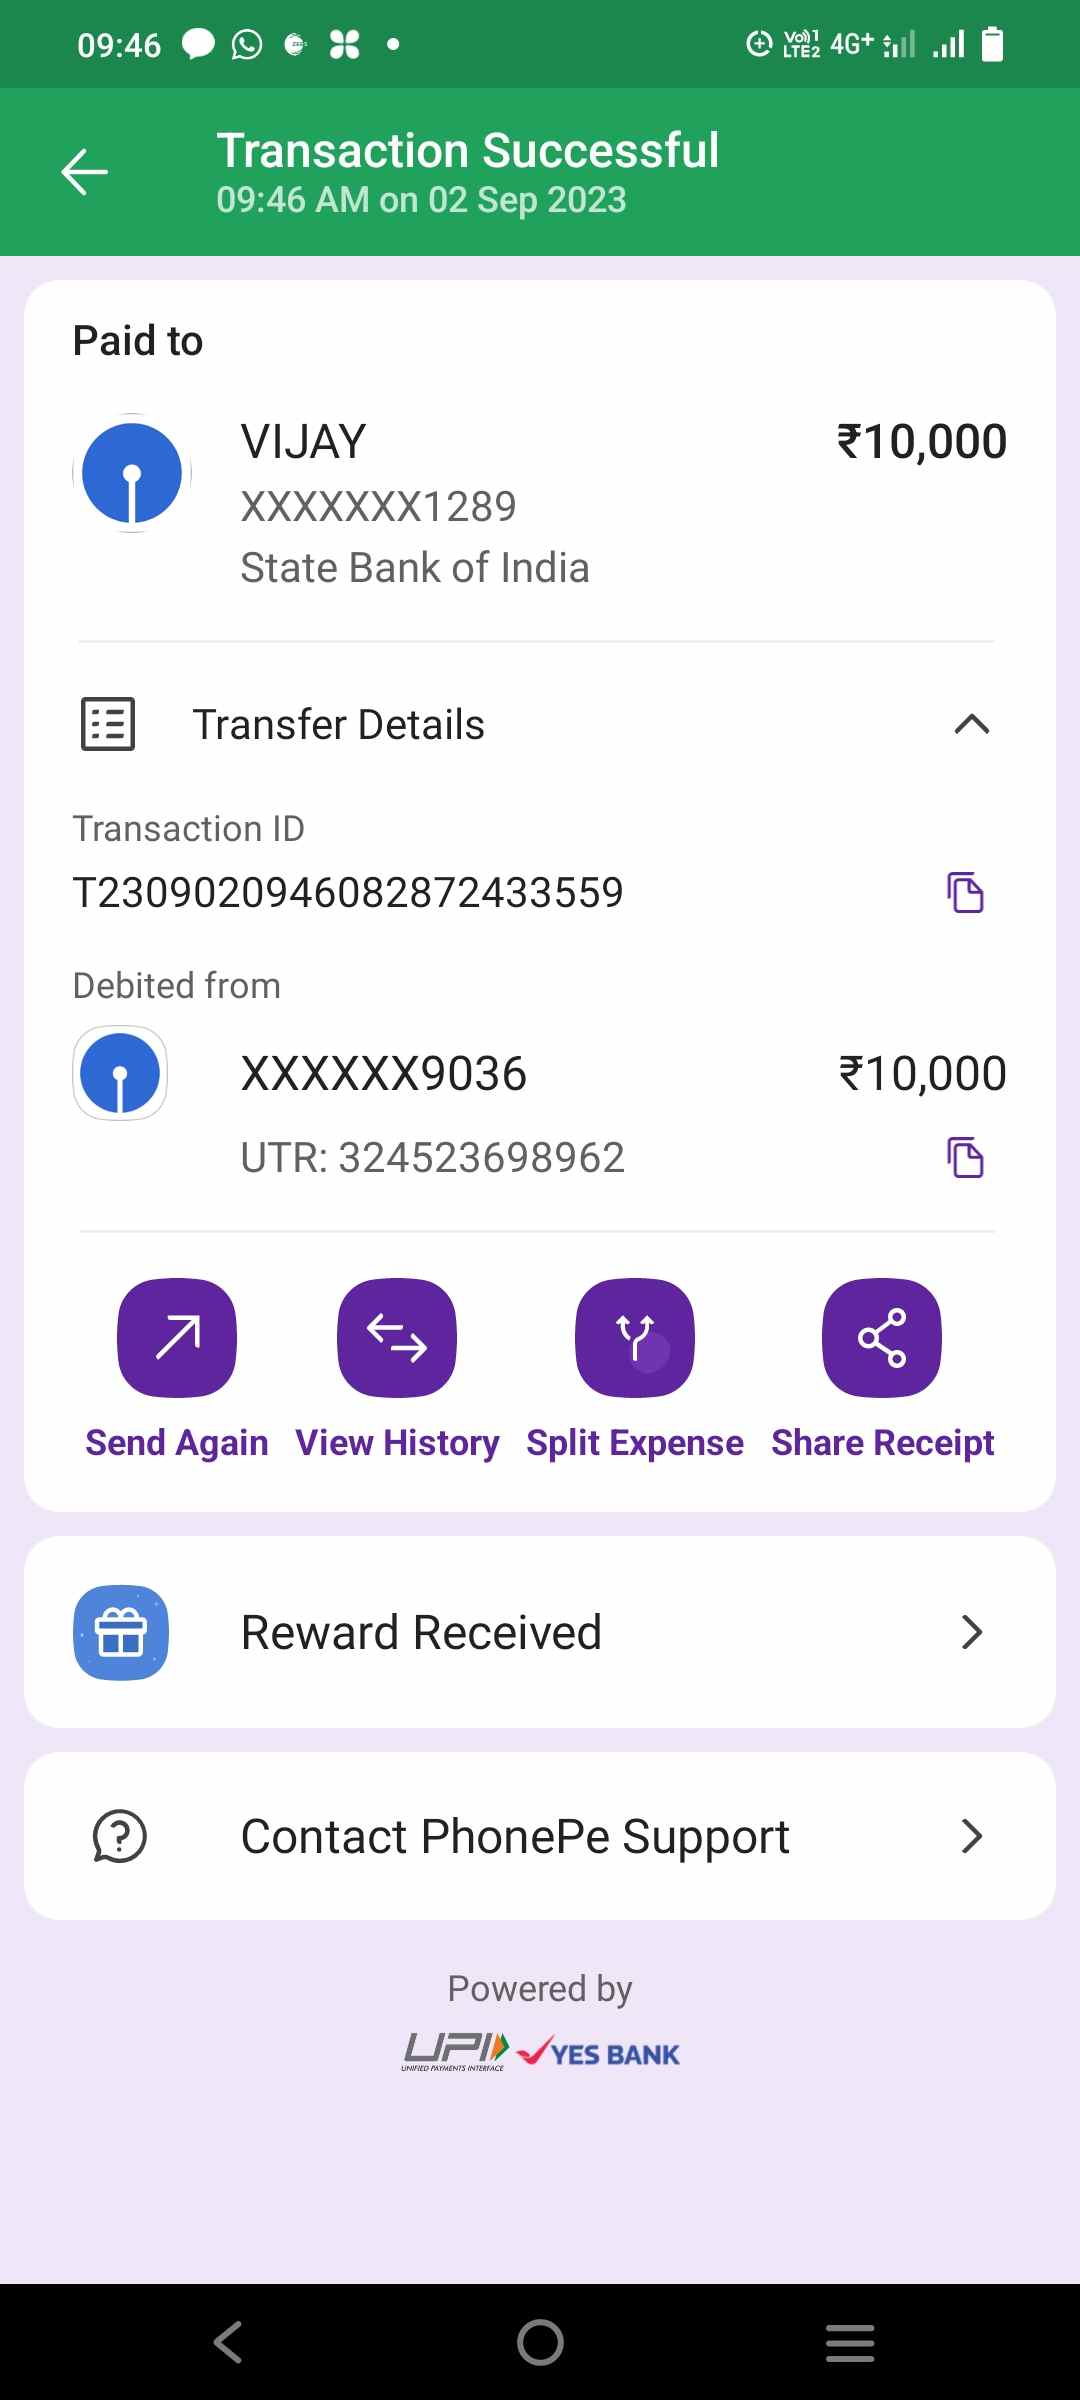 09:46 Vo))1 LTE2 4G+
Transaction Successful
09:46 AM on 02 Sep 2023
Paid to
VIJAY ₹10,000
XXXXXXX1289
State Bank of India
Transfer Details
Transaction ID
T2309020946082872433559
Debited from
XXXXXX9036 ₹10,000
UTR: 324523698962
Send Again View History Split Expense Share Receipt
Reward Received
Contact PhonePe Support
Powered by
UPI YES BANK
UNIFIED PAYMENTS INTERFACE